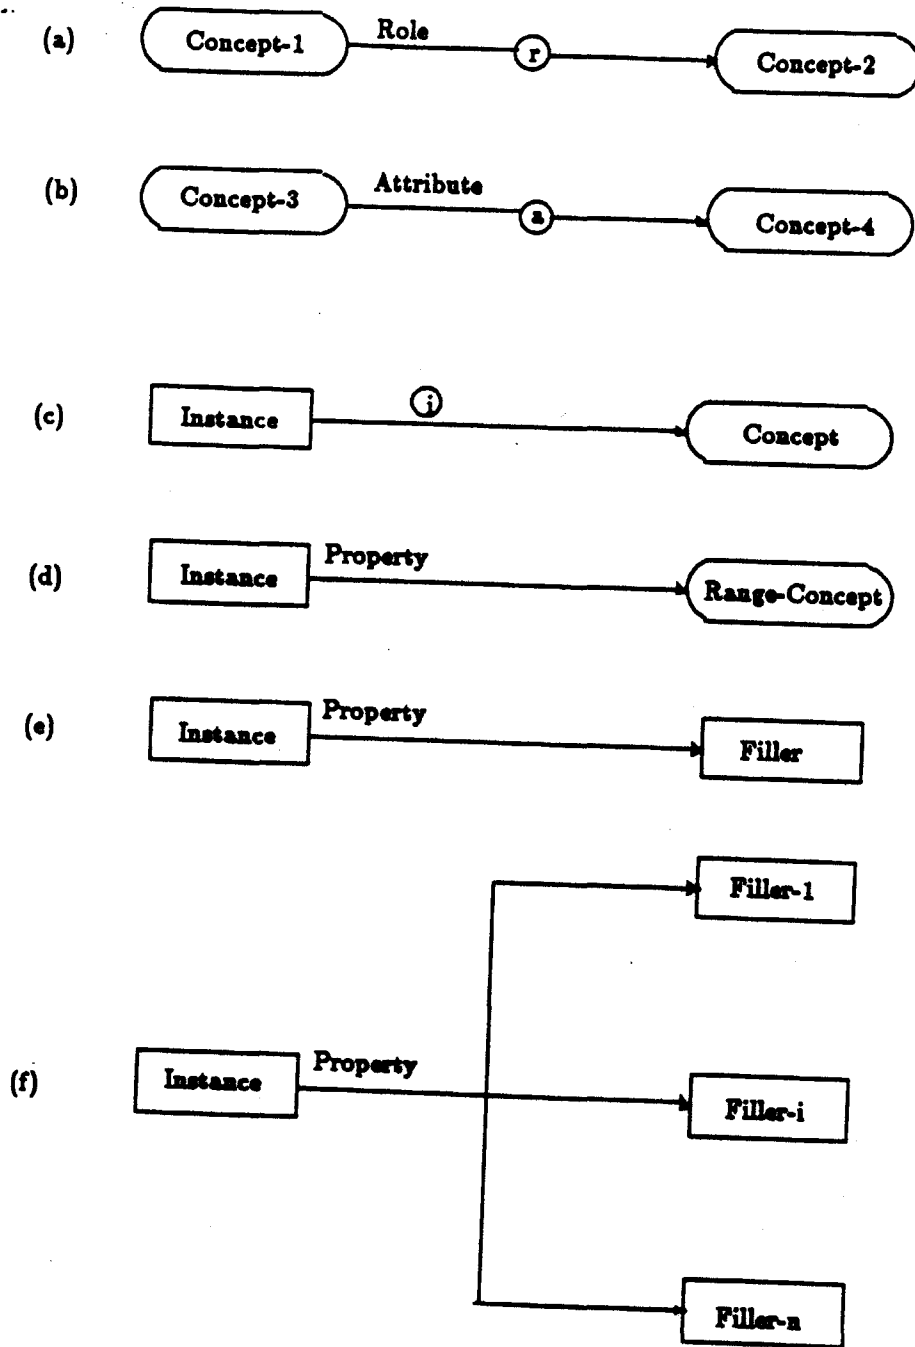 (a) Concept-1 Role r Concept-2
(b) Concept-3 Attribute a Concept-4
(c) Instance i Concept
(d) Instance Property Range-Concept
(e) Instance Property Filler
Filler-1
(f) Instance Property Filler-i
Filler-n